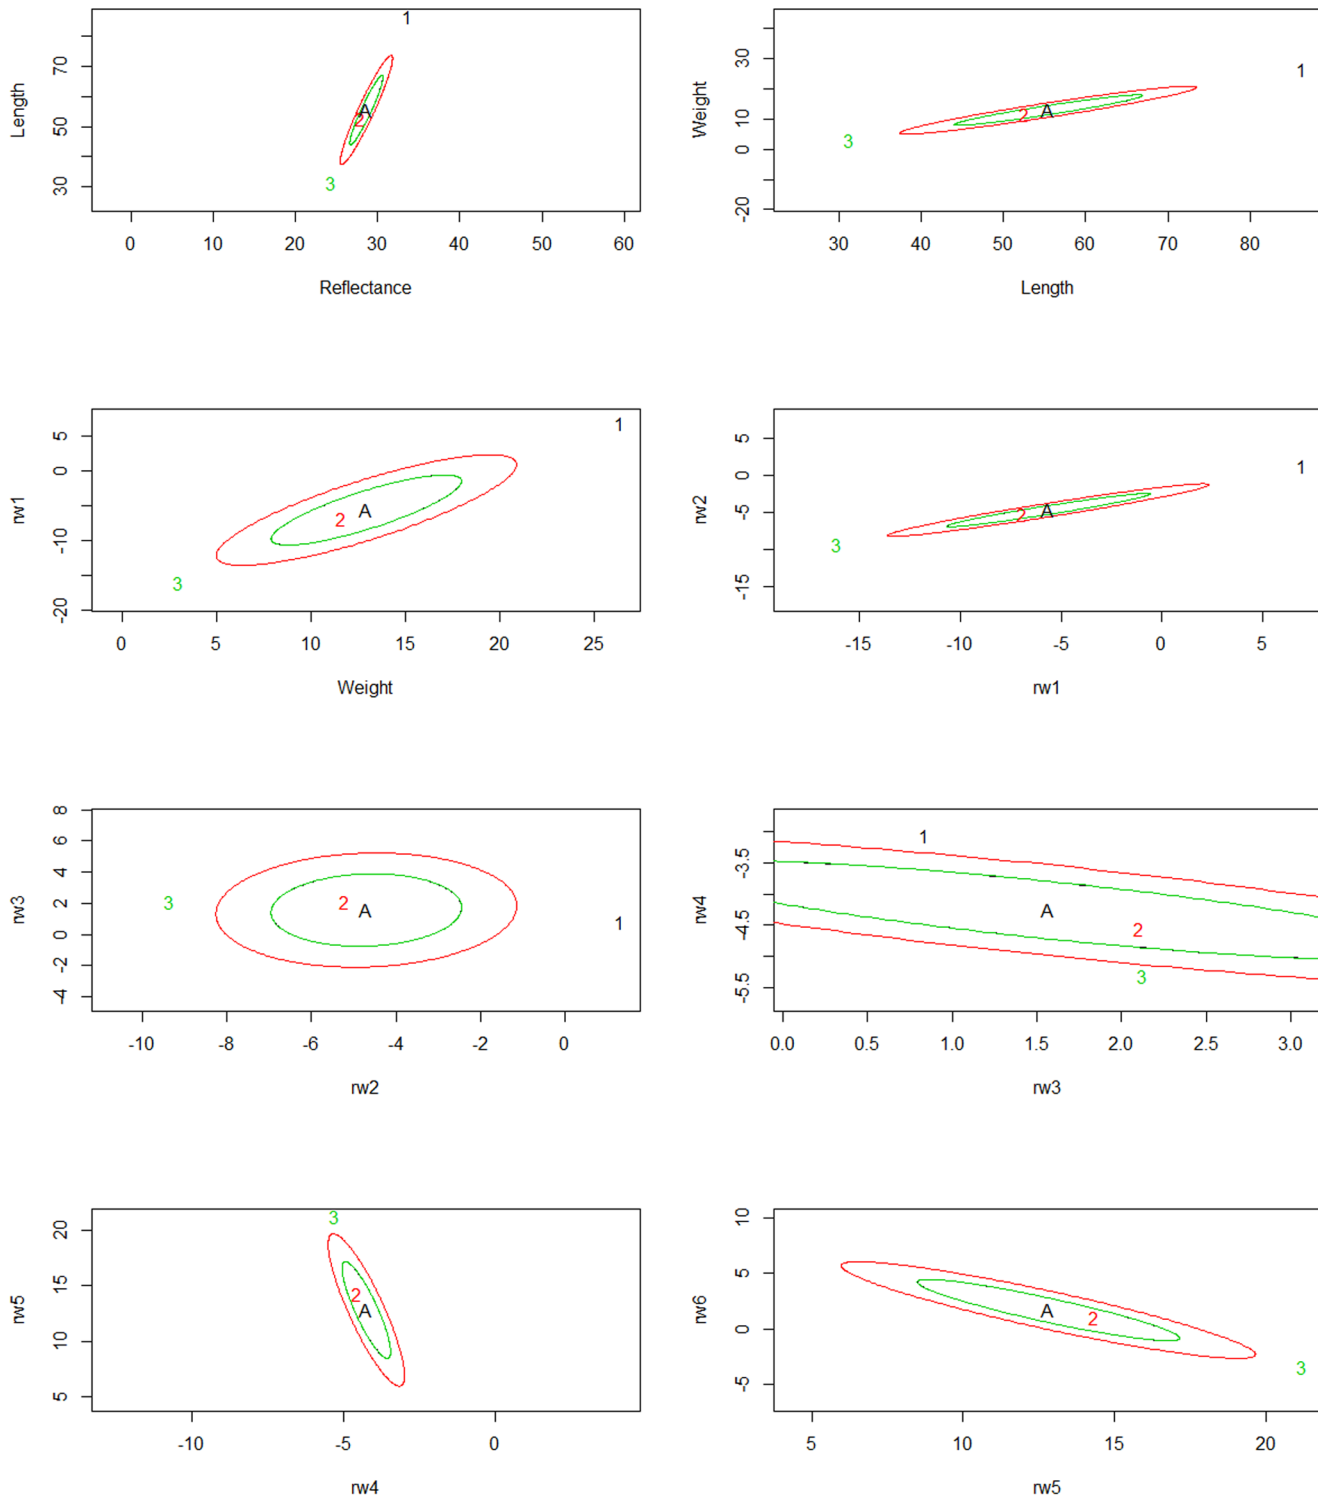 1
Length
70
50
30
A
2
3
0 10 20 30 40 50 60
Reflectance
Weight
30
10
0
-20
1
A
2
3
30 40 50 60 70 80
Length
rw1
5
0
-10
-20
1
A
2
3
0 5 10 15 20 25
Weight
rw2
5
0
-5
-15
1
A
2
3
-15 -10 -5 0 5
rw1
rw3
8
6
4
2
0
-2
-4
3
2
A
1
-10 -8 -6 -4 -2 0
rw2
rw4
-3.5
-4.5
-5.5
1
A
2
3
0.0 0.5 1.0 1.5 2.0 2.5 3.0
rw3
rw5
20
15
10
5
3
2
A
-10 -5 0
rw4
rw6
10
5
0
-5
A
2
3
5 10 15 20
rw5